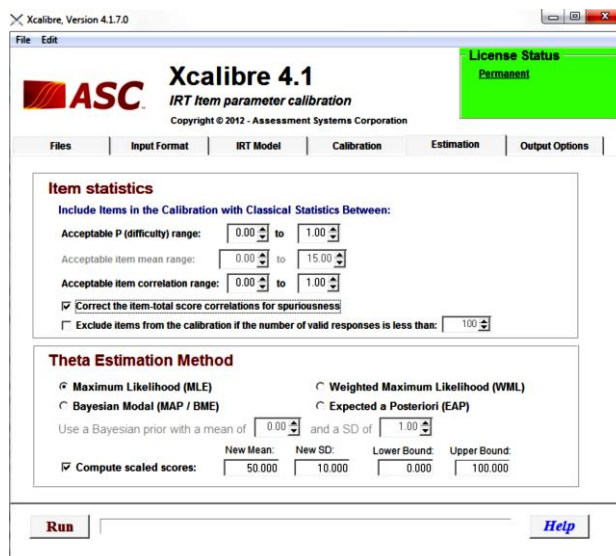 Xcalibre, Version 4.1.7.0
File Edit
ASC
Xcalibre 4.1
IRT Item parameter calibration
Copyright © 2012 - Assessment Systems Corporation
License Status
Permanent
Files Input Format IRT Model Calibration Estimation Output Options
Item statistics
Include Items in the Calibration with Classical Statistics Between:
Acceptable P (difficulty) range: 0.00 to 1.00
Acceptable item mean range: 0.00 to 15.00
Acceptable item correlation range: 0.00 to 1.00
Correct the item-total score correlations for spuriousness
Exclude items from the calibration if the number of valid responses is less than: 100
Theta Estimation Method
Maximum Likelihood (MLE) Weighted Maximum Likelihood (WML)
Bayesian Modal (MAP / BME) Expected a Posteriori (EAP)
Use a Bayesian prior with a mean of 0.00 and a SD of 1.00
New Mean: New SD: Lower Bound: Upper Bound:
Compute scaled scores: 50.000 10.000 0.000 100.000
Run Help